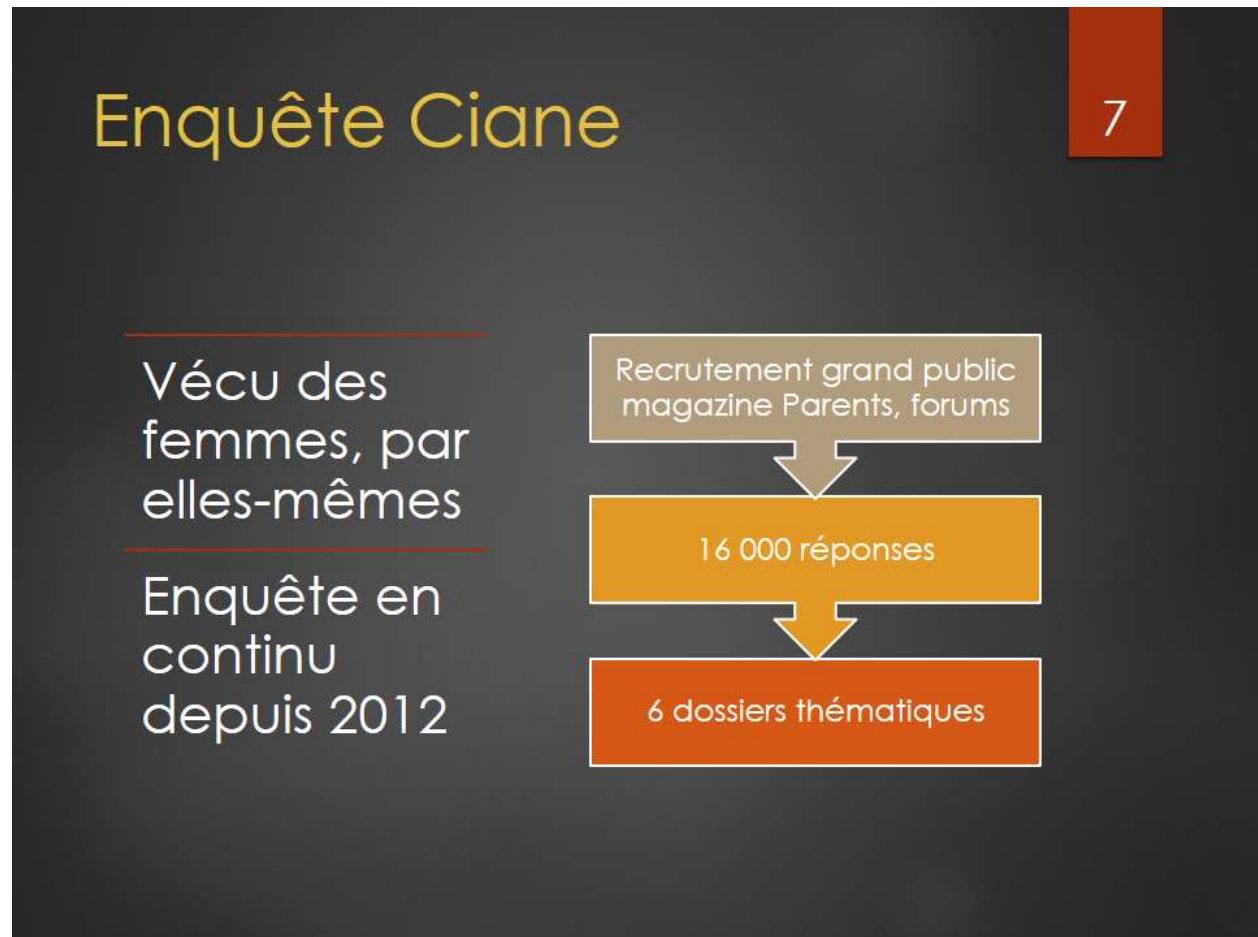 Enquête Ciane
7
Vécu des
femmes, par
elles-mêmes
Enquête en
continu
depuis 2012
Recrutement grand public
magazine Parents, forums
16 000 réponses
6 dossiers thématiques